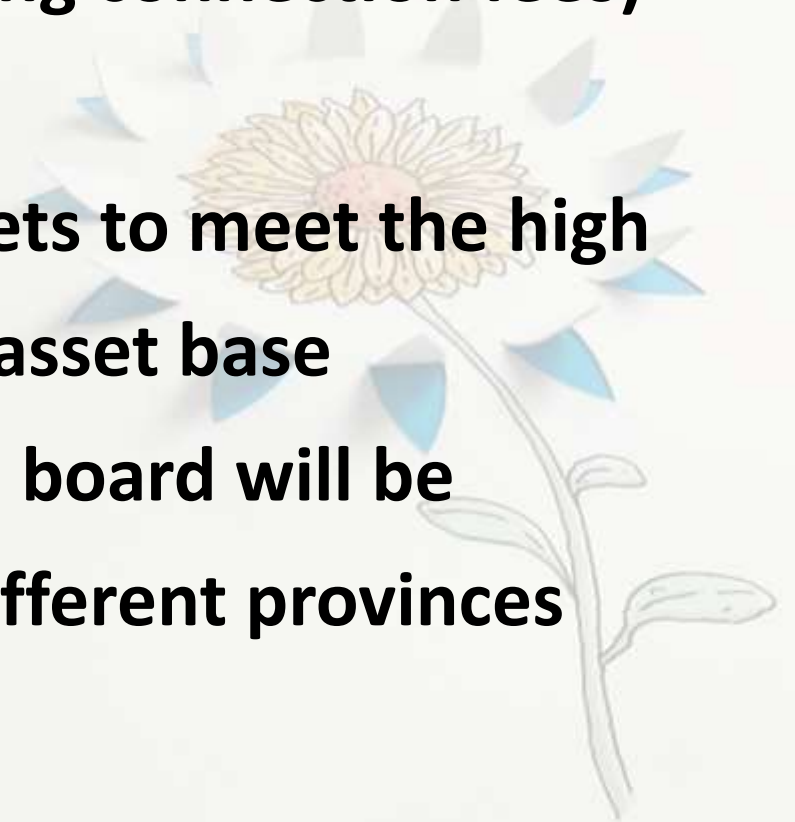 ets to meet the high
asset base
board will be
fferent provinces